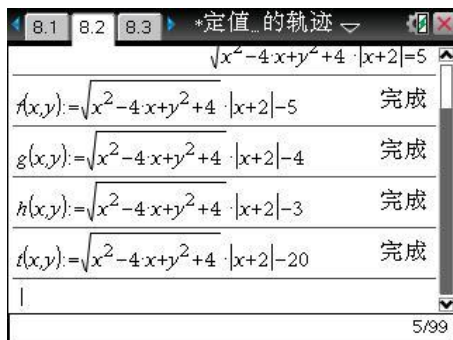 8.1 8.2 8.3 *定值_的轨迹
√x²-4·x+y²+4 ·|x+2|=5
f(x,y):=√x²-4·x+y²+4 ·|x+2|-5 完成
g(x,y):=√x²-4·x+y²+4 ·|x+2|-4 完成
h(x,y):=√x²-4·x+y²+4 ·|x+2|-3 完成
t(x,y):=√x²-4·x+y²+4 ·|x+2|-20 完成
5/99